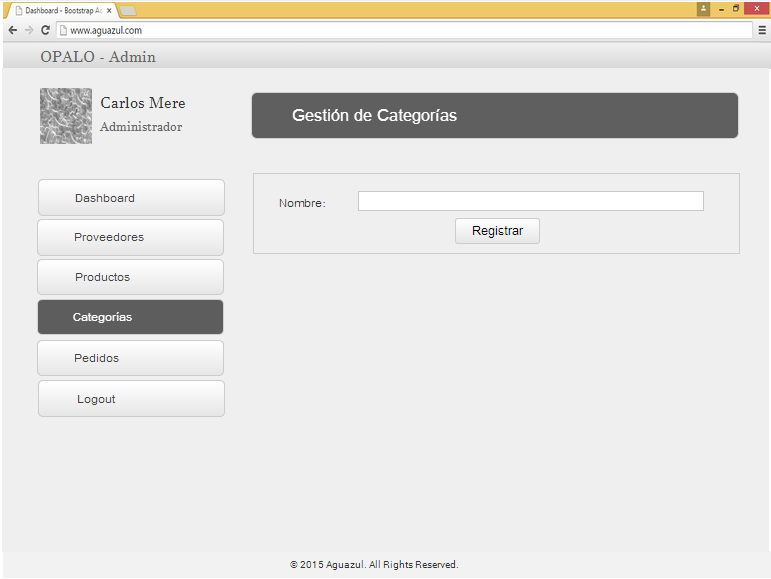 Dashboard - Bootstrap Ac
www.aguazul.com
OPALO - Admin
Carlos Mere
Administrador
Gestión de Categorías
Dashboard
Proveedores
Productos
Categorías
Pedidos
Logout
Nombre:
Registrar
© 2015 Aguazul. All Rights Reserved.